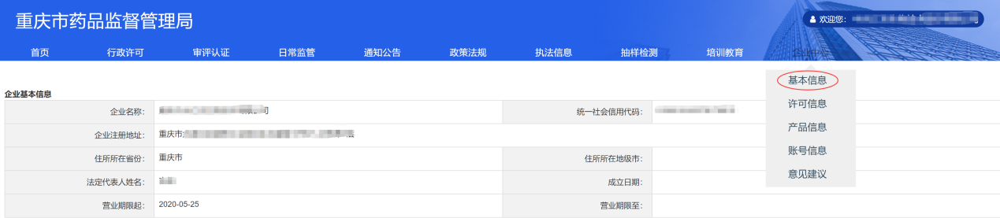 重庆市药品监督管理局
欢迎您:
首页 行政许可 审评认证 日常监管 通知公告 政策法规 执法信息 抽样检测 培训教育 企业中心
基本信息
许可信息
产品信息
账号信息
意见建议
企业基本信息
企业名称: 统一社会信用代码:
企业注册地址: 重庆市
住所所在省份: 重庆市 住所所在地级市:
法定代表人姓名: 成立日期:
营业期限起: 2020-05-25 营业期限至: